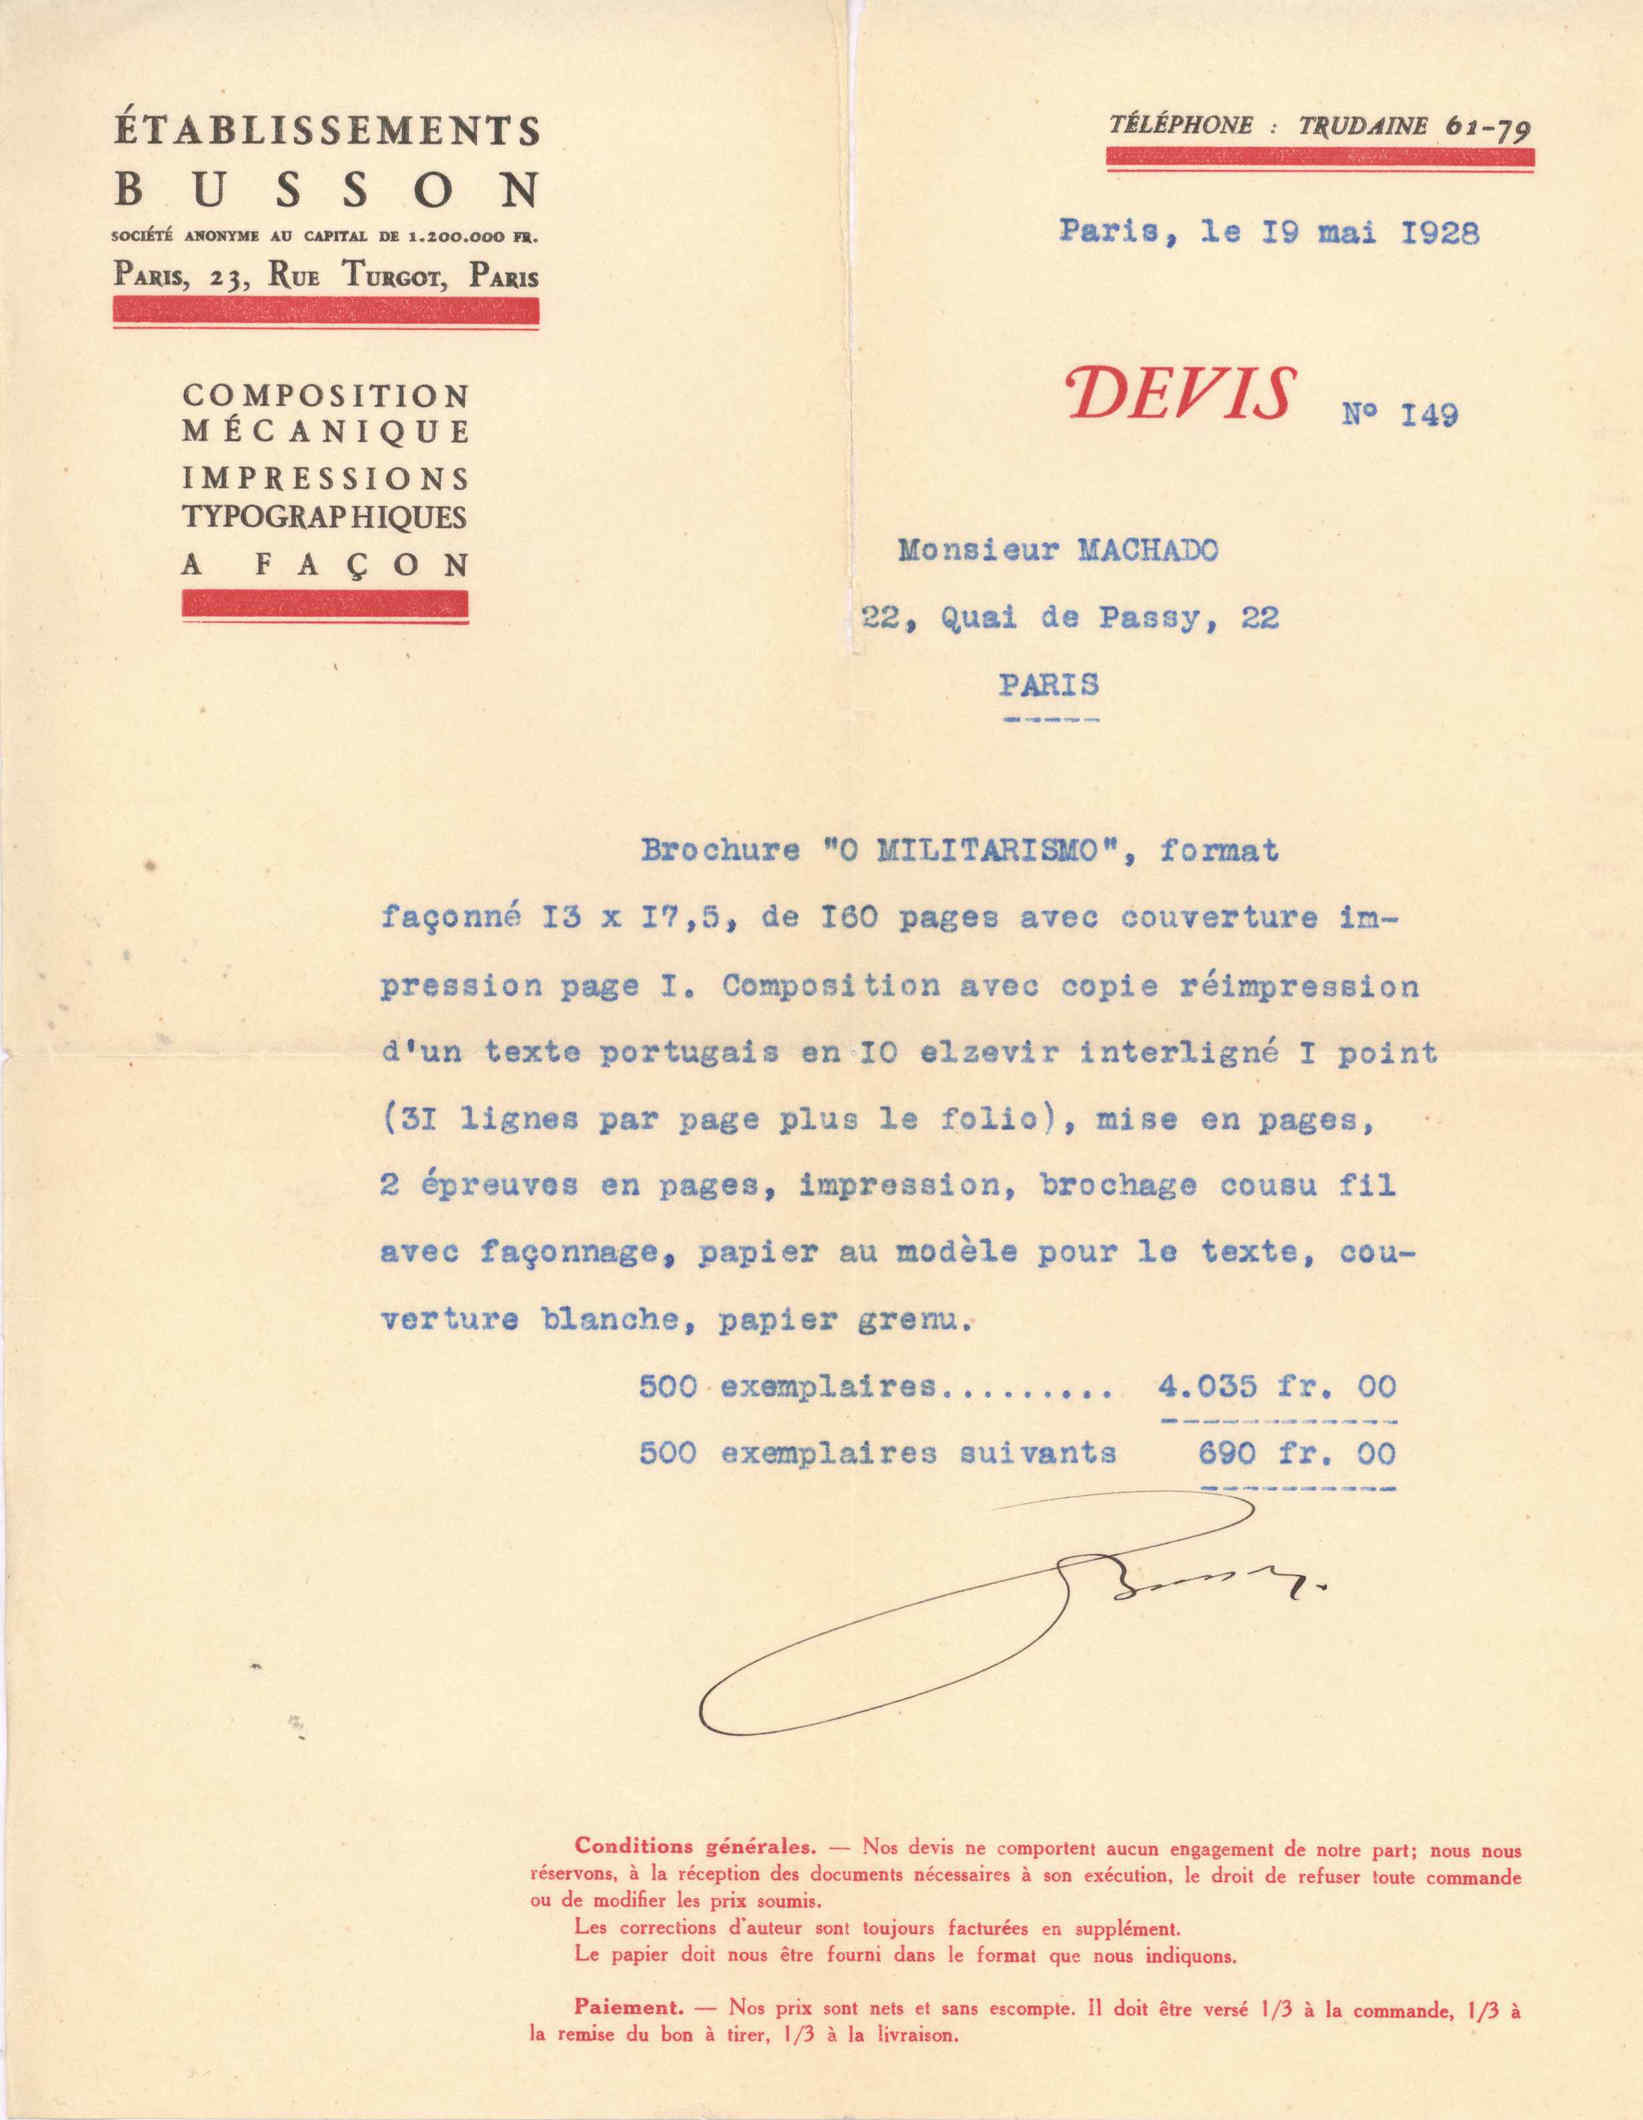 ÉTABLISSEMENTS
BUSSON
SOCIÉTÉ ANONYME AU CAPITAL DE 1.200.000 FR.
PARIS, 23, RUE TURGOT, PARIS
COMPOSITION
MÉCANIQUE
IMPRESSIONS
TYPOGRAPHIQUES
A FAÇON
TÉLÉPHONE : TRUDAINE 61-79
Paris, le I9 mai I928
DEVIS Nº I49
Monsieur MACHADO
22, Quai de Passy, 22
PARIS
Brochure "O MILITARISMO", format
façonné I3 x I7,5, de I60 pages avec couverture im-
pression page I. Composition avec copie réimpression
d'un texte portugais en IO elzevir interligné I point
(3I lignes par page plus le folio), mise en pages,
2 épreuves en pages, impression, brochage cousu fil
avec façonnage, papier au modèle pour le texte, cou-
verture blanche, papier grenu.
500 exemplaires......... 4.035 fr. 00
500 exemplaires suivants 690 fr. 00
Conditions générales. — Nos devis ne comportent aucun engagement de notre part; nous nous
réservons, à la réception des documents nécessaires à son exécution, le droit de refuser toute commande
ou de modifier les prix soumis.
Les corrections d'auteur sont toujours facturées en supplément.
Le papier doit nous être fourni dans le format que nous indiquons.
Paiement. — Nos prix sont nets et sans escompte. Il doit être versé 1/3 à la commande, 1/3 à
la remise du bon à tirer, 1/3 à la livraison.